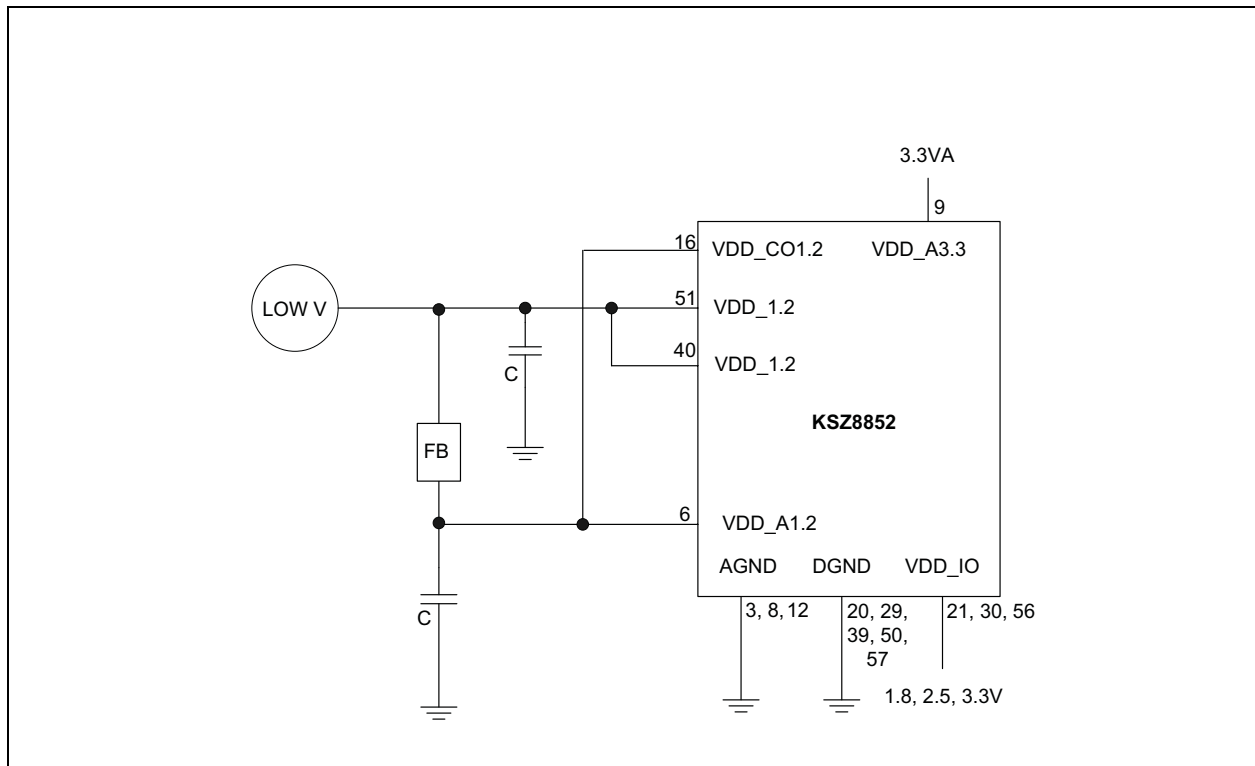 3.3VA
9
16
VDD_CO1.2
VDD_A3.3
LOW V
51
VDD_1.2
40
VDD_1.2
C
KSZ8852
FB
6
VDD_A1.2
AGND
DGND
VDD_IO
C
3, 8, 12
20, 29,
39, 50,
57
21, 30, 56
1.8, 2.5, 3.3V